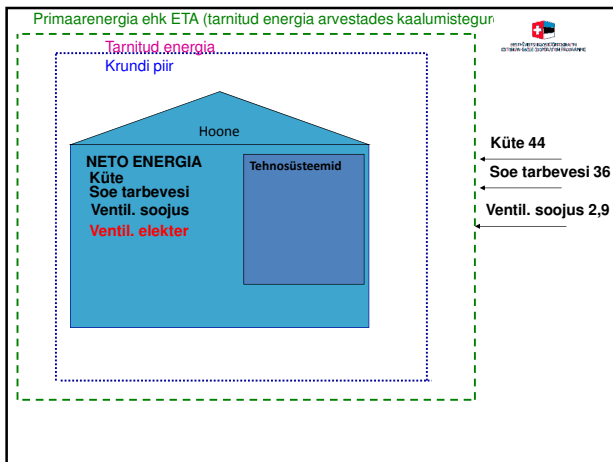 Primaarenergia ehk ETA (tarnitud energia arvestades kaalumistegur
Tarnitud energia
Krundi piir
Hoone
NETO ENERGIA
Küte
Soe tarbevesi
Ventil. soojus
Ventil. elekter
Tehnosüsteemid
Küte 44
Soe tarbevesi 36
Ventil. soojus 2,9